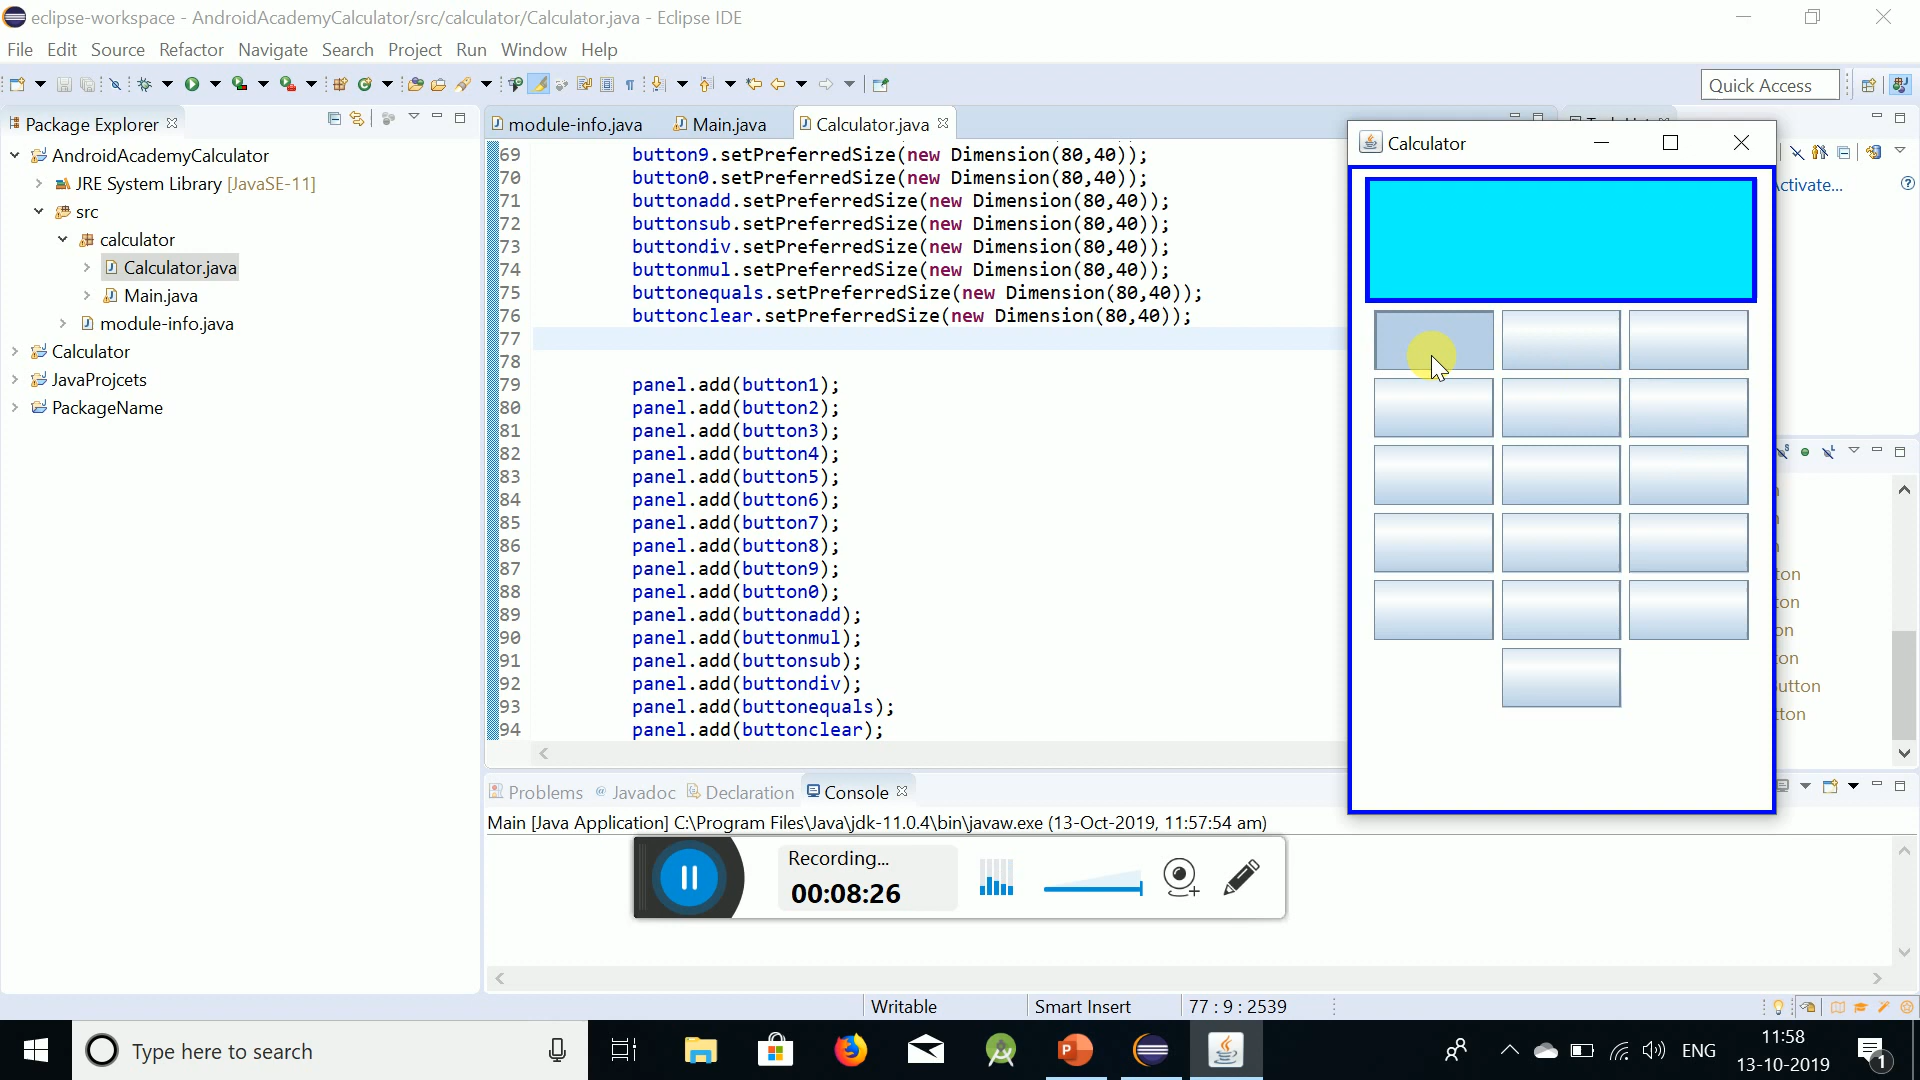 eclipse-workspace - AndroidAcademyCalculator/src/calculator/Calculator.java - Eclipse IDE
File Edit Source Refactor Navigate Search Project Run Window Help
Quick Access
Package Explorer
module-info.java Main.java Calculator.java
AndroidAcademyCalculator
JRE System Library [JavaSE-11]
src
calculator
Calculator.java
Main.java
module-info.java
Calculator
JavaProjcets
PackageName
69 button9.setPreferredSize(new Dimension(80,40));
70 button0.setPreferredSize(new Dimension(80,40));
71 buttonadd.setPreferredSize(new Dimension(80,40));
72 buttonsub.setPreferredSize(new Dimension(80,40));
73 buttondiv.setPreferredSize(new Dimension(80,40));
74 buttonmul.setPreferredSize(new Dimension(80,40));
75 buttonequals.setPreferredSize(new Dimension(80,40));
76 buttonclear.setPreferredSize(new Dimension(80,40));
77
78
79 panel.add(button1);
80 panel.add(button2);
81 panel.add(button3);
82 panel.add(button4);
83 panel.add(button5);
84 panel.add(button6);
85 panel.add(button7);
86 panel.add(button8);
87 panel.add(button9);
88 panel.add(button0);
89 panel.add(buttonadd);
90 panel.add(buttonmul);
91 panel.add(buttonsub);
92 panel.add(buttondiv);
93 panel.add(buttonequals);
94 panel.add(buttonclear);
Calculator
ctivate...
ton
ton
on
ton
utton
ton
Problems Javadoc Declaration Console
Main [Java Application] C:\Program Files\Java\jdk-11.0.4\bin\javaw.exe (13-Oct-2019, 11:57:54 am)
Recording...
00:08:26
Writable Smart Insert 77 : 9 : 2539
Type here to search
ENG
11:58
13-10-2019
1